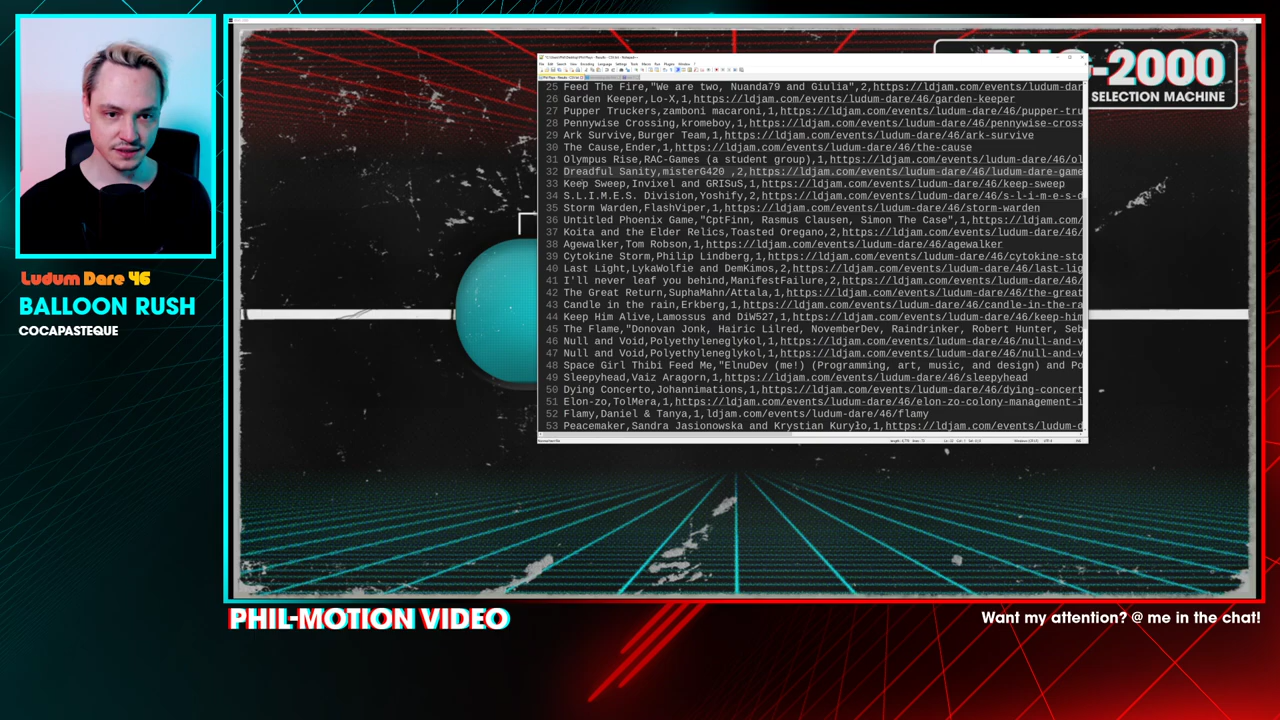 Ludum Dare 46
BALLOON RUSH
COCAPASTEQUE
-2000
SELECTION MACHINE
25 Feed The Fire,"We are two, Nuanda79 and Giulia",2,https://ldjam.com/events/ludum-dar
26 Garden Keeper,Lo-X,1,https://ldjam.com/events/ludum-dare/46/garden-keeper
27 Pupper Truckers,zamboni macaroni,1,https://ldjam.com/events/ludum-dare/46/pupper-tru
28 Pennywise Crossing,kromeboy,1,https://ldjam.com/events/ludum-dare/46/pennywise-cross
29 Ark Survive,Burger Team,1,https://ldjam.com/events/ludum-dare/46/ark-survive
30 The Cause,Ender,1,https://ldjam.com/events/ludum-dare/46/the-cause
31 Olympus Rise,RAC-Games (a student group),1,https://ldjam.com/events/ludum-dare/46/ol
32 Dreadful Sanity,misterG420 ,2,https://ldjam.com/events/ludum-dare/ludum-dare-game
33 Keep Sweep,Invixel and GRISuS,1,https://ldjam.com/events/ludum-dare/46/keep-sweep
34 S.L.I.M.E.S. Division,Yoshify,2,https://ldjam.com/events/ludum-dare/46/s-l-i-m-e-s-d
35 Storm Warden,FlashViper,1,https://ldjam.com/events/ludum-dare/46/storm-warden
36 Untitled Phoenix Game,"CptFinn, Rasmus Clausen, Simon The Case",1,https://ldjam.com/
37 Koita and the Elder Relics,Toasted Oregano,2,https://ldjam.com/events/ludum-dare/46/
38 Agewalker,Tom Robson,1,https://ldjam.com/events/ludum-dare/46/agewalker
39 Cytokine Storm,Philip Lindberg,1,https://ldjam.com/events/ludum-dare/46/cytokine-sto
40 Last Light,LykaWolfie and DemKimos,2,https://ldjam.com/events/ludum-dare/46/last-lig
41 I'll never leaf you behind,ManifestFailure,2,https://ldjam.com/events/ludum-dare/46/
42 The Great Return,SuphaMahn/Attala,1,https://ldjam.com/events/ludum-dare/46/the-great
43 Candle in the rain,Erkberg,1,https://ldjam.com/events/ludum-dare/46/candle-in-the-ra
44 Keep Him Alive,Lamossus and DiW527,1,https://ldjam.com/events/ludum-dare/46/keep-him
45 The Flame,"Donovan Jonk, Hairic Lilred, NovemberDev, Raindrinker, Robert Hunter, Seb
46 Null and Void,Polyethyleneglykol,1,https://ldjam.com/events/ludum-dare/46/null-and-v
47 Null and Void,Polyethyleneglykol,1,https://ldjam.com/events/ludum-dare/46/null-and-v
48 Space Girl Thibi Feed Me,"ElnuDev (me!) (Programming, art, music, and design) and Po
49 Sleepyhead,Vaiz Aragorn,1,https://ldjam.com/events/ludum-dare/46/sleepyhead
50 Dying Concerto,Johannimations,1,https://ldjam.com/events/ludum-dare/46/dying-concert
51 Elon-zo,TolMera,1,https://ldjam.com/events/ludum-dare/46/elon-zo-colony-management-i
52 Flamy,Daniel & Tanya,1,ldjam.com/events/ludum-dare/46/flamy
53 Peacemaker,Sandra Jasionowska and Krystian Kuryło,1,https://ldjam.com/events/ludum-d
PHIL-MOTION VIDEO
Want my attention? @ me in the chat!